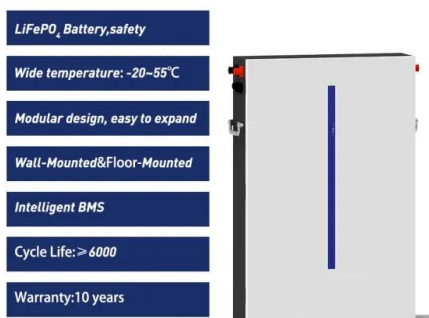 LiFePO₄ Battery,safety
Wide temperature: -20~55℃
Modular design, easy to expand
Wall-Mounted&Floor-Mounted
Intelligent BMS
Cycle Life:≥6000
Warranty:10 years